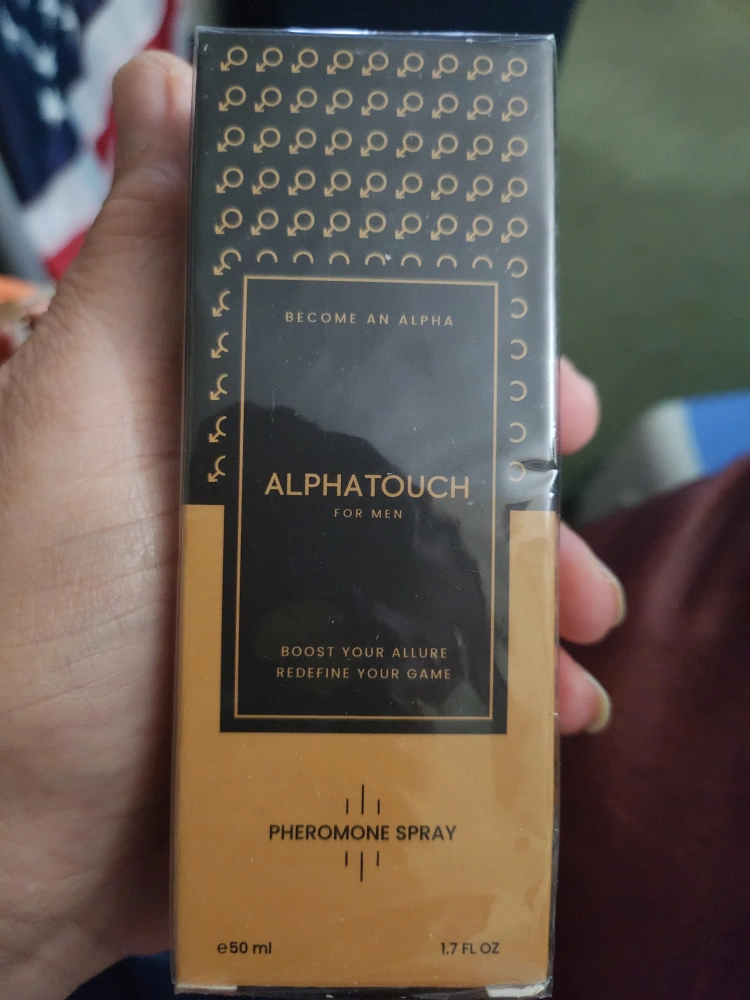 BECOME AN ALPHA
ALPHATOUCH
FOR MEN
BOOST YOUR ALLURE
REDEFINE YOUR GAME
PHEROMONE SPRAY
℮50 ml 1.7 FL OZ